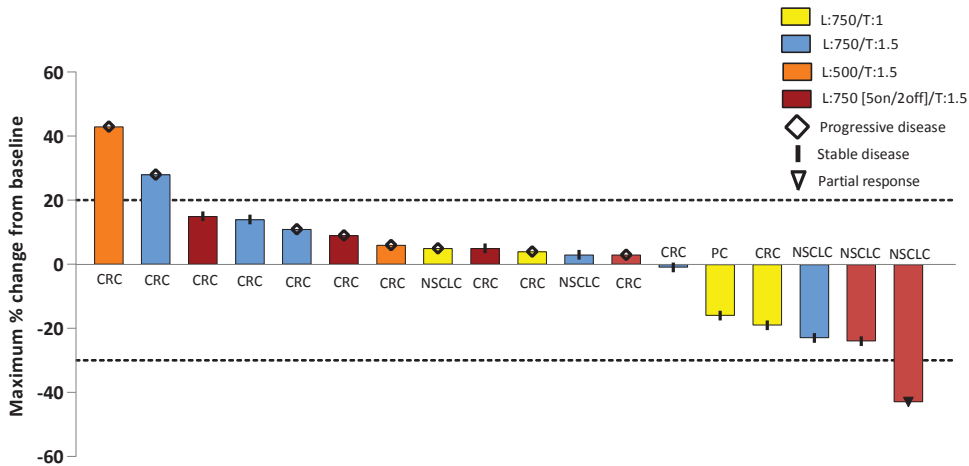 L:750/T:1
L:750/T:1.5
L:500/T:1.5
L:750 [5on/2off]/T:1.5
Progressive disease
Stable disease
Partial response
Maximum % change from baseline
60
40
20
0
-20
-40
-60
CRC PC CRC NSCLC NSCLC NSCLC
CRC CRC CRC CRC CRC CRC CRC NSCLC CRC CRC NSCLC CRC